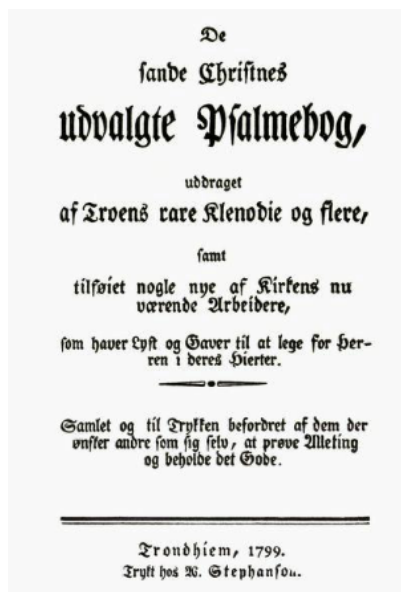 De
sande Christnes
udvalgte Psalmebog,
uddraget
af Troens rare Klenodie og flere,
samt
tilføiet nogle nye af Kirkens nu
værende Arbeidere,
som haver Lyst og Gaver til at lege for Her-
ren i deres Hierter.
Samlet og til Trykken befordret af dem der
ønsker andre som sig selv, at prøve Alleting
og beholde det Gode.
Trondhiem, 1799.
Trykt hos W. Stephanson.